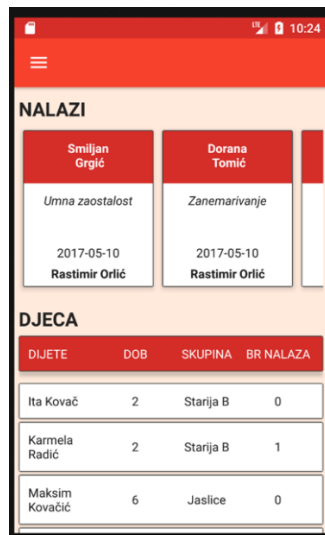 LTE 10:24
NALAZI
Smiljan
Grgić
Umna zaostalost
2017-05-10
Rastimir Orlić
Dorana
Tomić
Zanemarivanje
2017-05-10
Rastimir Orlić
DJECA
DIJETE DOB SKUPINA BR NALAZA
Ita Kovač 2 Starija B 0
Karmela
Radić 2 Starija B 1
Maksim
Kovačić 6 Jaslice 0